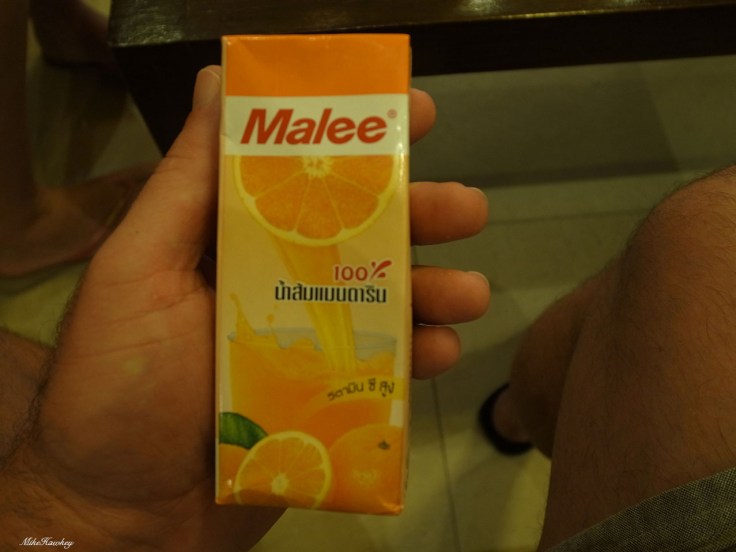 Malee®
100%
น้ำส้มแมนดาริน
วิตามิน ซี สูง
MikeHawkey